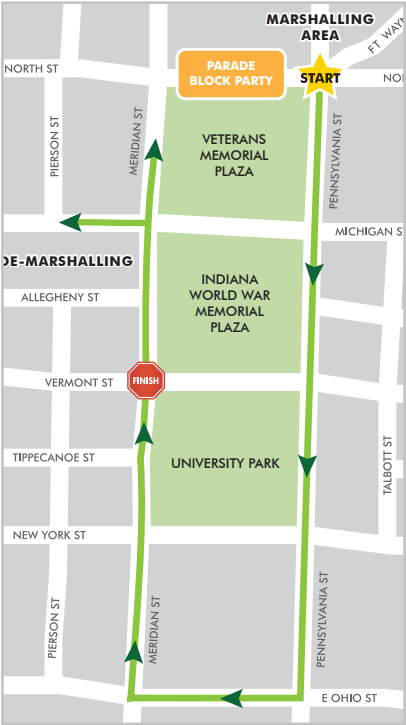 MARSHALLING
AREA
FT WAYN
NORTH ST
PARADE
BLOCK PARTY
START
NO
PIERSON ST
MERIDIAN ST
VETERANS
MEMORIAL
PLAZA
PENNSYLVANIA ST
MICHIGAN S
DE-MARSHALLING
INDIANA
WORLD WAR
MEMORIAL
PLAZA
ALLEGHENY ST
VERMONT ST
FINISH
TIPPECANOE ST
UNIVERSITY PARK
TALBOTT ST
NEW YORK ST
PIERSON ST
MERIDIAN ST
PENNSYLVANIA ST
E OHIO ST